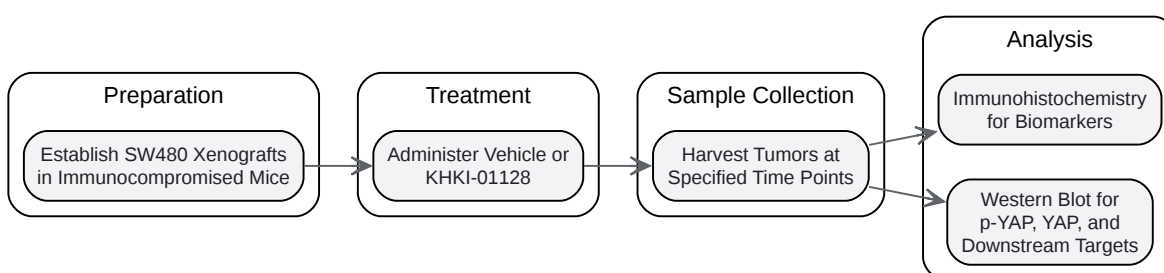 Preparation
Establish SW480 Xenografts
in Immunocompromised Mice
Treatment
Administer Vehicle or
KHKI-01128
Sample Collection
Harvest Tumors at
Specified Time Points
Analysis
Immunohistochemistry
for Biomarkers
Western Blot for
p-YAP, YAP, and
Downstream Targets